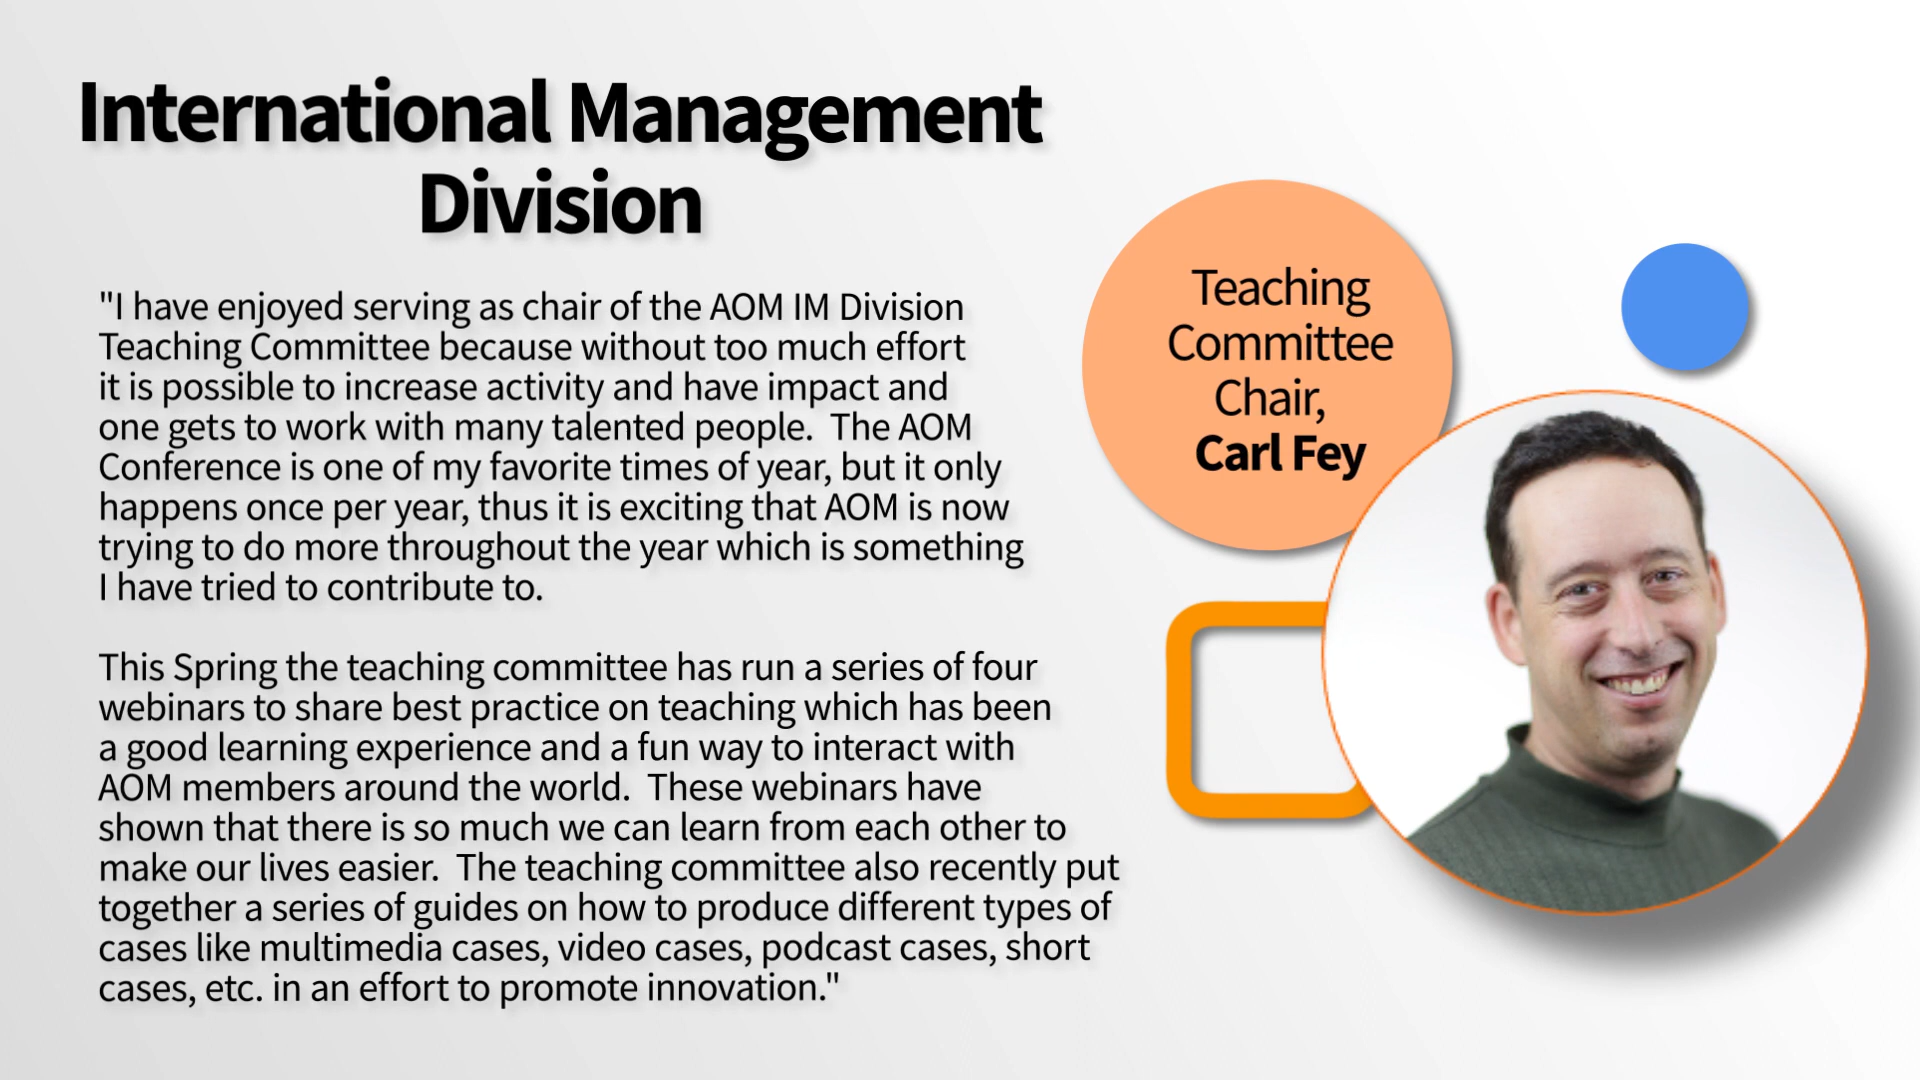 International Management
Division
"I have enjoyed serving as chair of the AOM IM Division
Teaching Committee because without too much effort
it is possible to increase activity and have impact and
one gets to work with many talented people.  The AOM
Conference is one of my favorite times of year, but it only
happens once per year, thus it is exciting that AOM is now
trying to do more throughout the year which is something
I have tried to contribute to.
This Spring the teaching committee has run a series of four
webinars to share best practice on teaching which has been
a good learning experience and a fun way to interact with
AOM members around the world.  These webinars have
shown that there is so much we can learn from each other to
make our lives easier.  The teaching committee also recently put
together a series of guides on how to produce different types of
cases like multimedia cases, video cases, podcast cases, short
cases, etc. in an effort to promote innovation."
Teaching
Committee
Chair,
Carl Fey